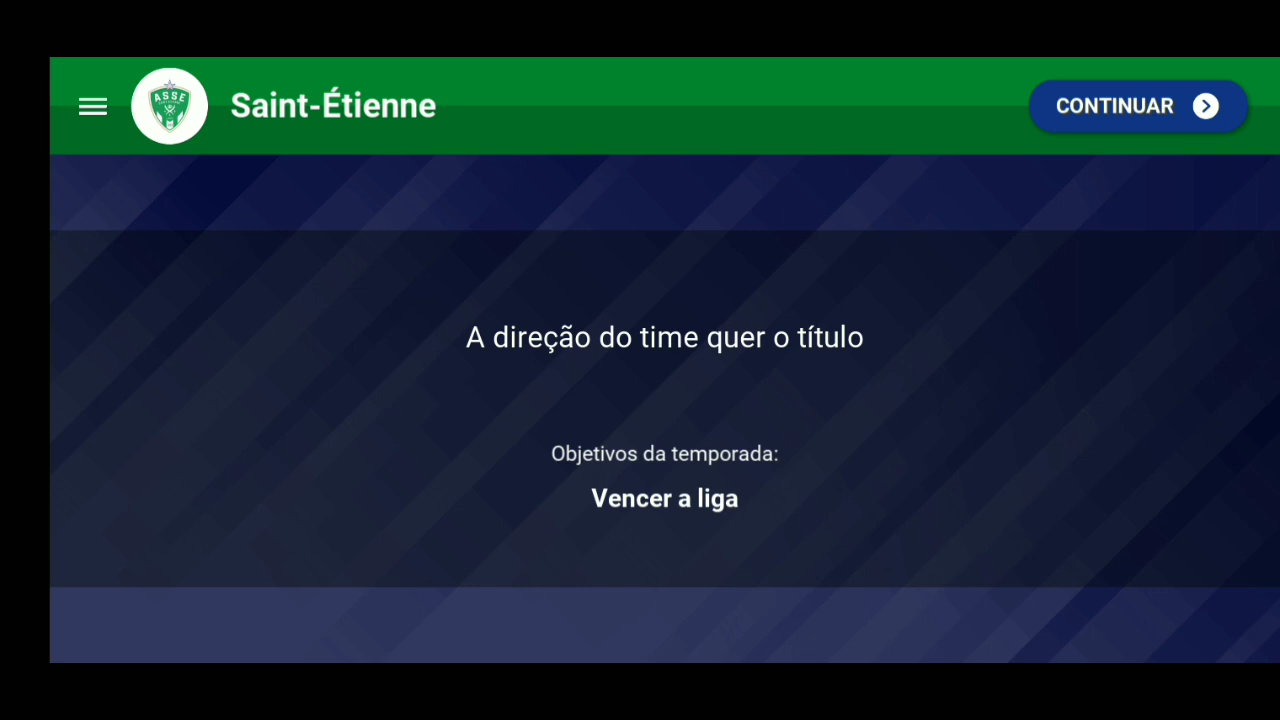 ASSE
Saint-Étienne
CONTINUAR
A direção do time quer o título
Objetivos da temporada:
Vencer a liga